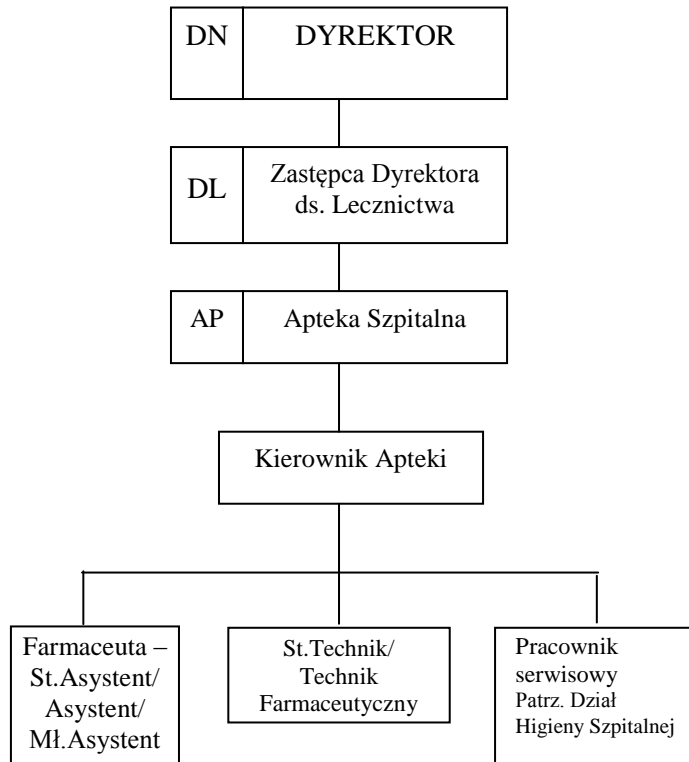 DN DYREKTOR
DL Zastępca Dyrektora
ds. Lecznictwa
AP Apteka Szpitalna
Kierownik Apteki
Farmaceuta –
St.Asystent/
Asystent/
Mł.Asystent
St.Technik/
Technik
Farmaceutyczny
Pracownik
serwisowy
Patrz. Dział
Higieny Szpitalnej